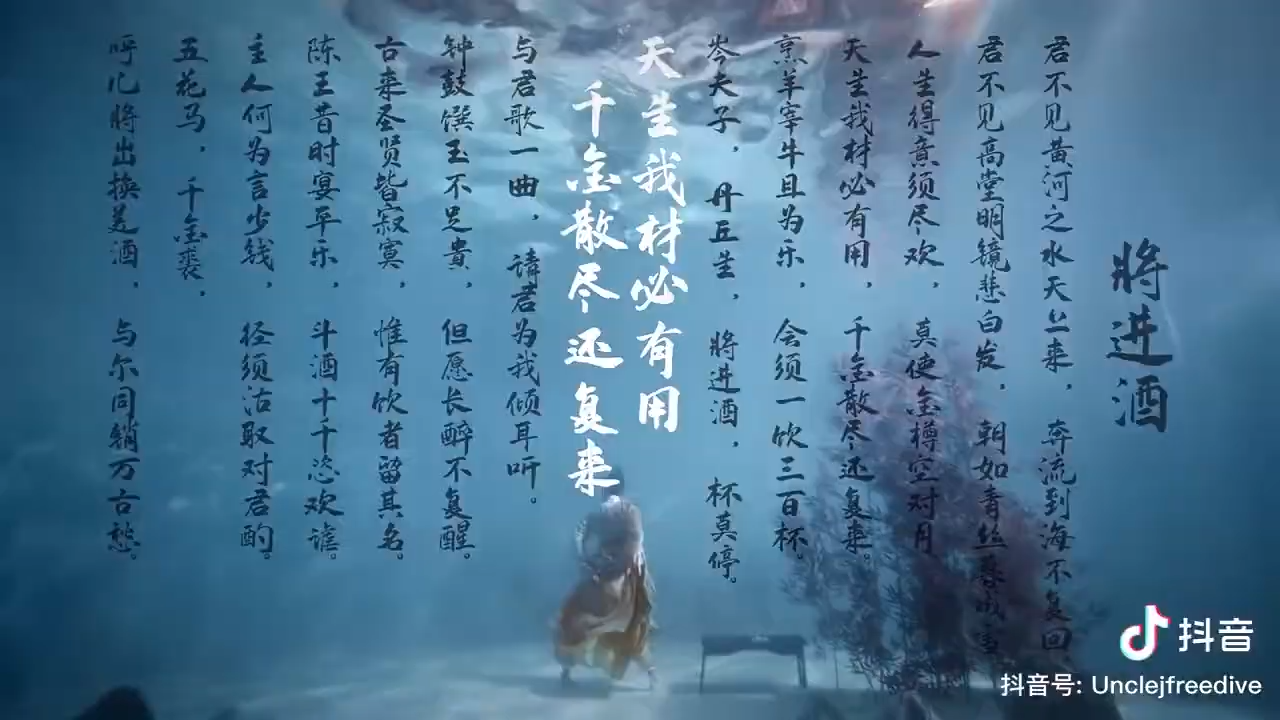 將进酒
君不见黄河之水天上来，奔流到海不复回
君不见高堂明镜悲白发，朝如青丝暮成雪
人生得意须尽欢，莫使金樽空对月
天生我材必有用，千金散尽还复来。
烹羊宰牛且为乐，会须一饮三百杯。
岑夫子，丹丘生，將进酒，杯莫停。
天生我材必有用
千金散尽还复来
与君歌一曲，请君为我倾耳听。
钟鼓馔玉不足贵，但愿长醉不复醒。
古来圣贤皆寂寞，惟有饮者留其名。
陈王昔时宴平乐，斗酒十千恣欢谑。
主人何为言少钱，径须沽取对君酌。
五花马，千金裘，
呼儿將出换美酒，与尔同销万古愁。
抖音
抖音号: Unclejfreedive